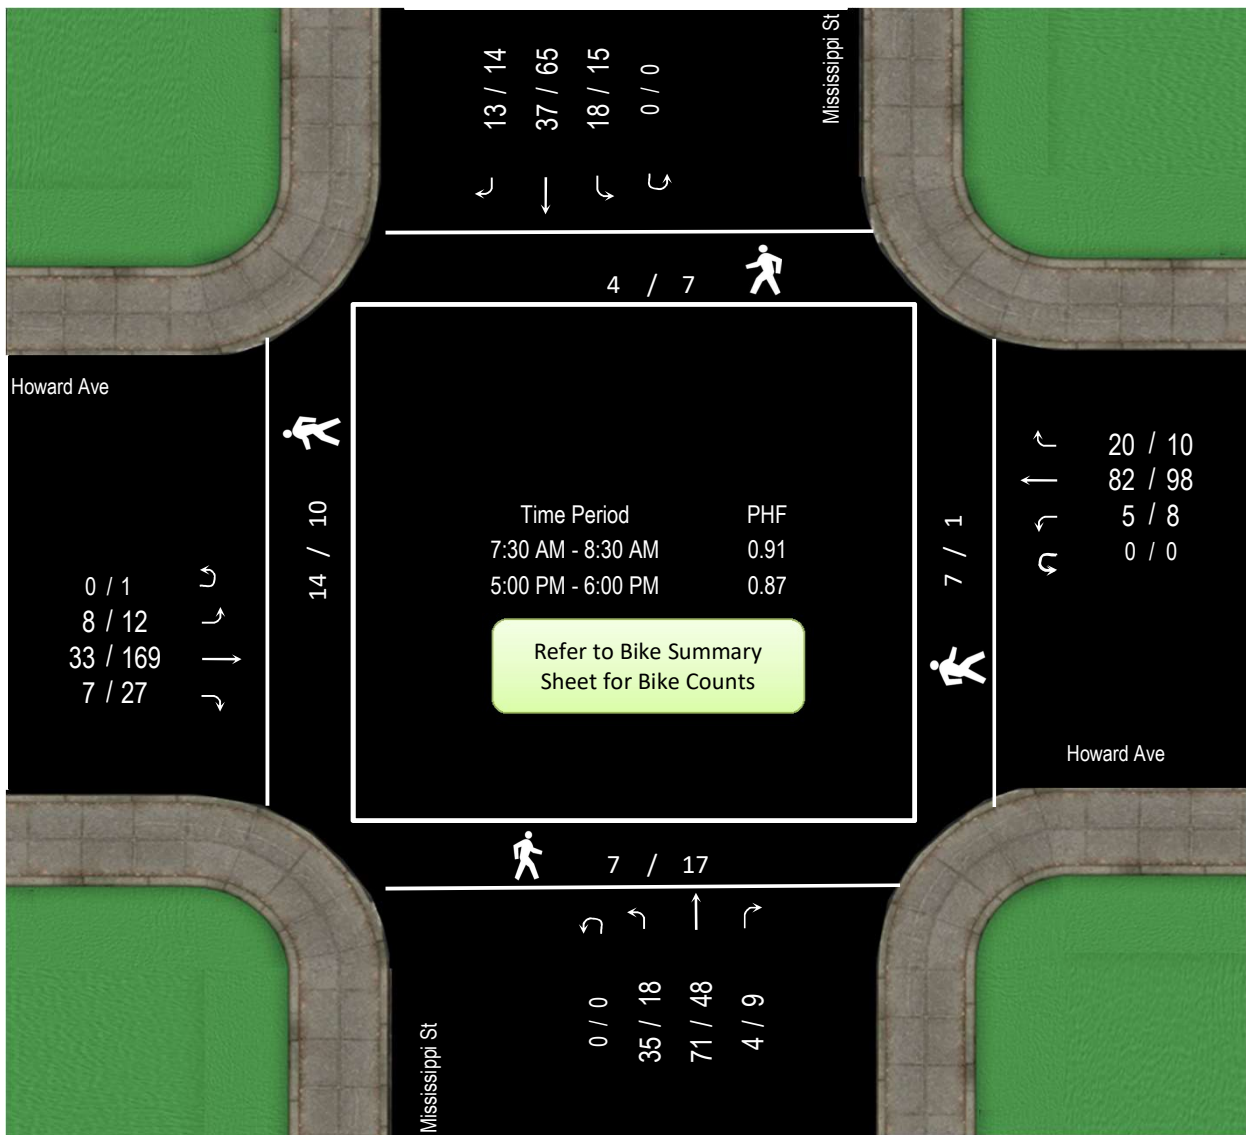 Mississippi St
13 / 14
37 / 65
18 / 15
0 / 0
4 / 7
Howard Ave
14 / 10
0 / 1
8 / 12
33 / 169
7 / 27
Time Period PHF
7:30 AM - 8:30 AM 0.91
5:00 PM - 6:00 PM 0.87
Refer to Bike Summary
Sheet for Bike Counts
7 / 1
20 / 10
82 / 98
5 / 8
0 / 0
Howard Ave
7 / 17
0 / 0
35 / 18
71 / 48
4 / 9
Mississippi St